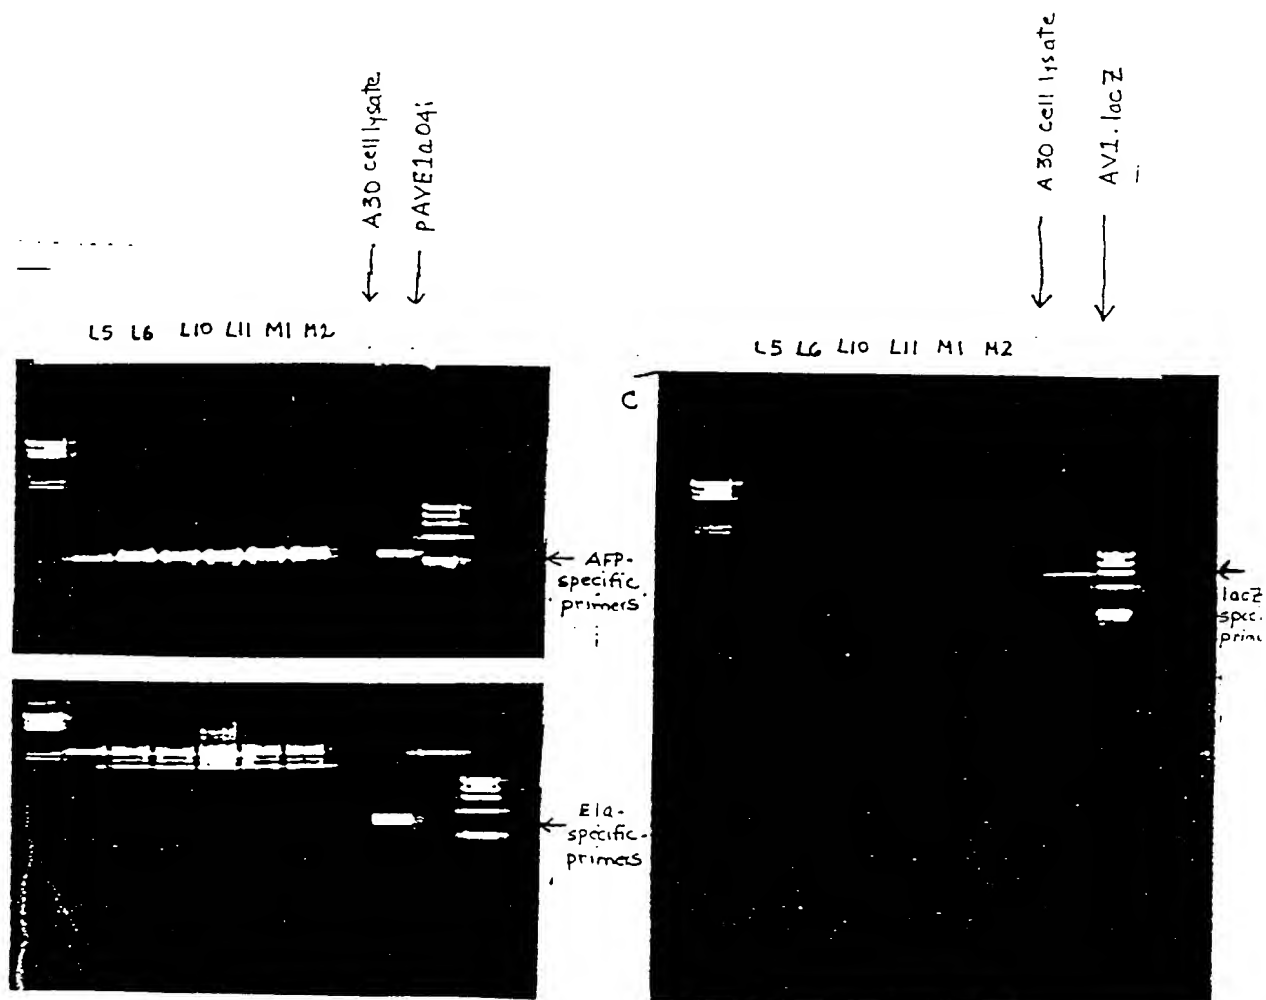 A30 cell lysate
pAVE1a04i
L5 L6 L10 L11 M1 M2
AFP-
specific
primers
E1a-
specific-
primers
A30 cell lysate
AV1.lacZ
i
L5 L6 L10 L11 M1 M2
C
lacZ
spec.